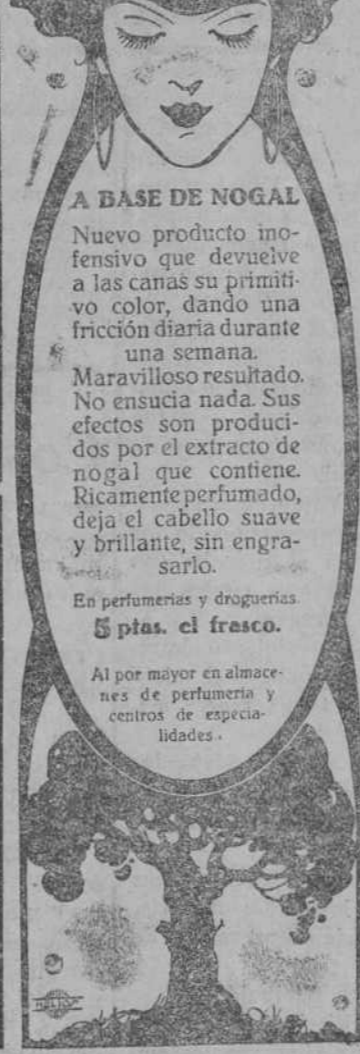 A BASE DE NOGAL
Nuevo producto ino-
fensivo que devuelve
a las canas su primiti-
vo color, dando una
fricción diaria durante
una semana.
Maravilloso resultado.
No ensucia nada. Sus
efectos son produci-
dos por el extracto de
nogal que contiene.
Ricamente perfumado,
deja el cabello suave
y brillante, sin engra-
sarlo.
En perfumerias y droguerias.
5 ptas. el frasco.
Al por mayor en almace-
nes de perfumeria y
centros de especia-
lidades.